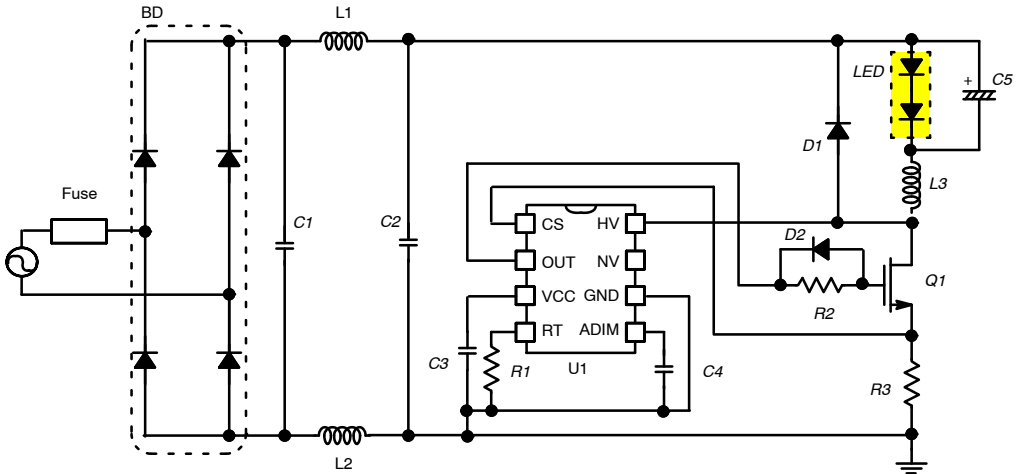 BD
L1
LED
+
C5
D1
L3
Fuse
C1
C2
CS HV
D2
OUT NV
Q1
VCC GND
R2
RT ADIM
C3
R1
U1
C4
R3
L2